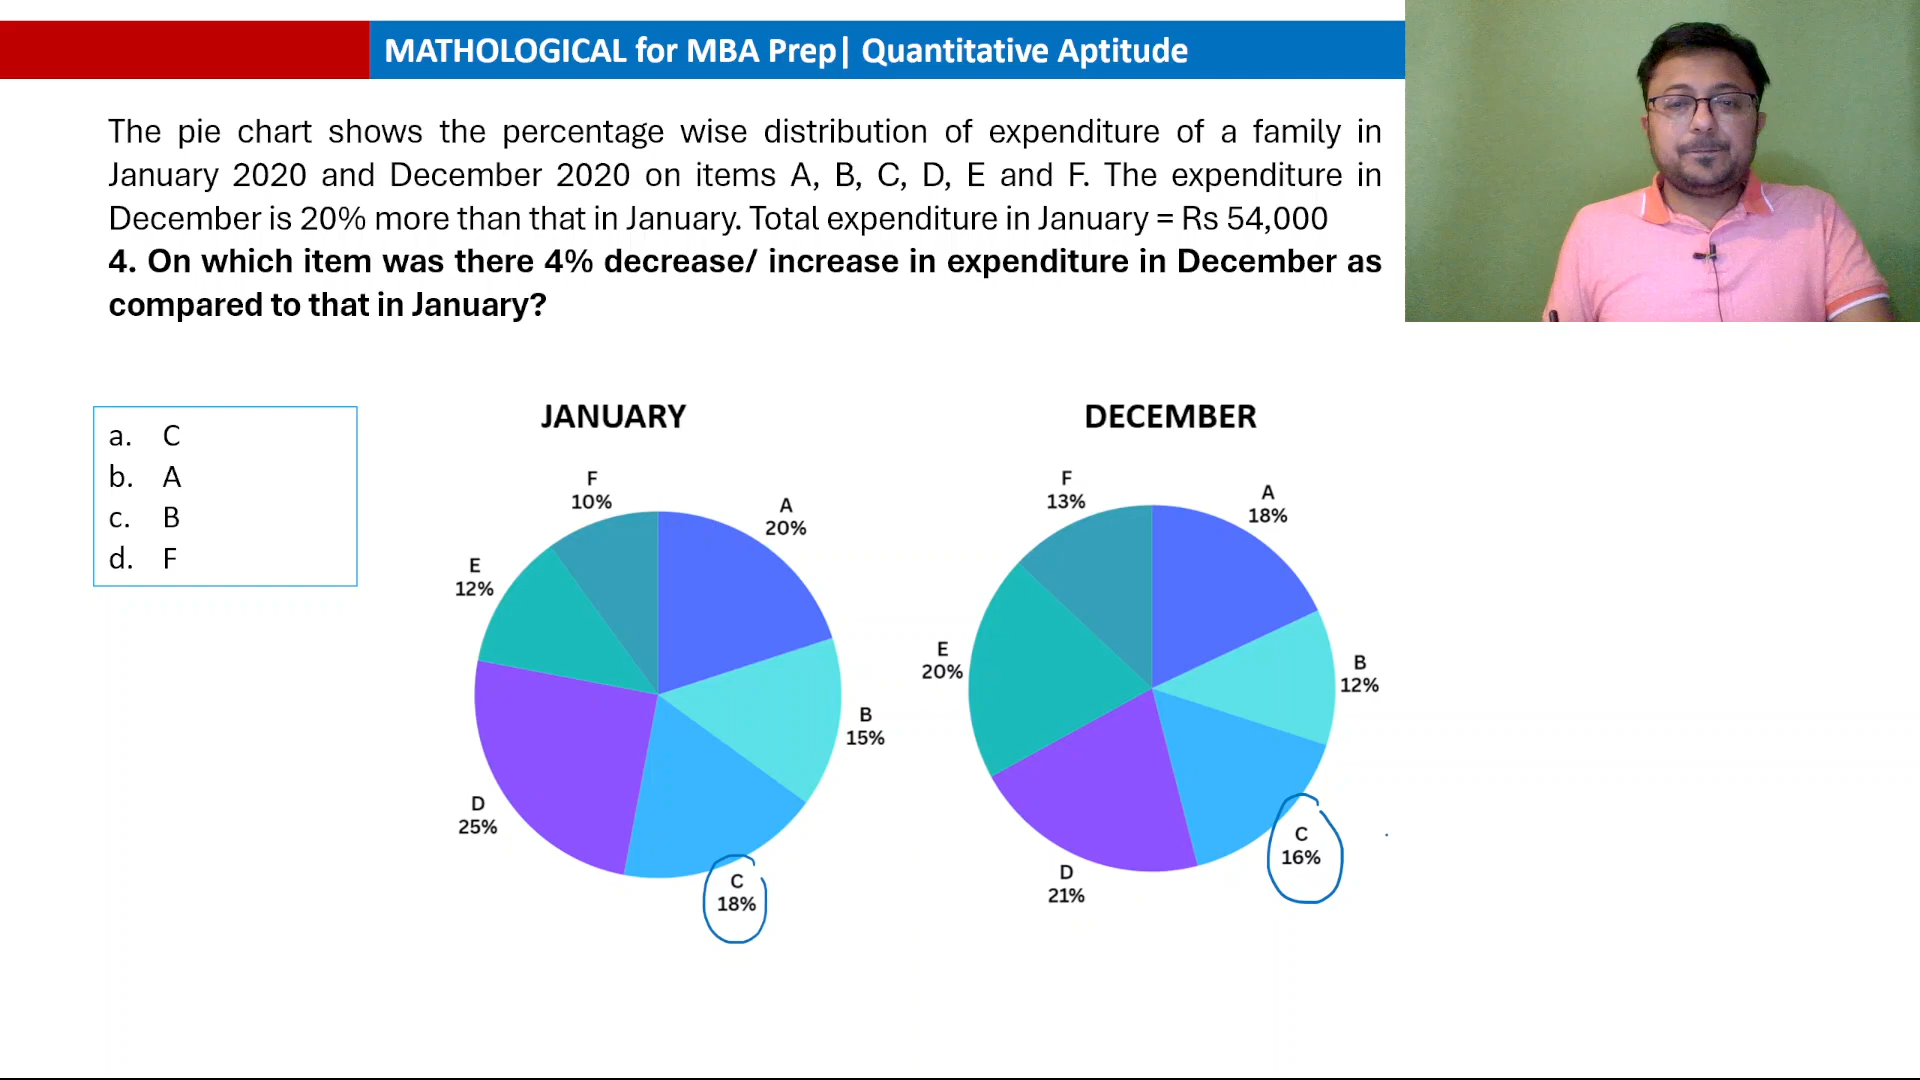 MATHOLOGICAL for MBA Prep| Quantitative Aptitude
The pie chart shows the percentage wise distribution of expenditure of a family in
January 2020 and December 2020 on items A, B, C, D, E and F. The expenditure in
December is 20% more than that in January. Total expenditure in January = Rs 54,000
4. On which item was there 4% decrease/ increase in expenditure in December as
compared to that in January?
a. C
b. A
c. B
d. F
JANUARY
F
10%
A
20%
E
12%
B
15%
D
25%
C
18%
DECEMBER
F
13%
A
18%
E
20%
B
12%
C
16%
D
21%